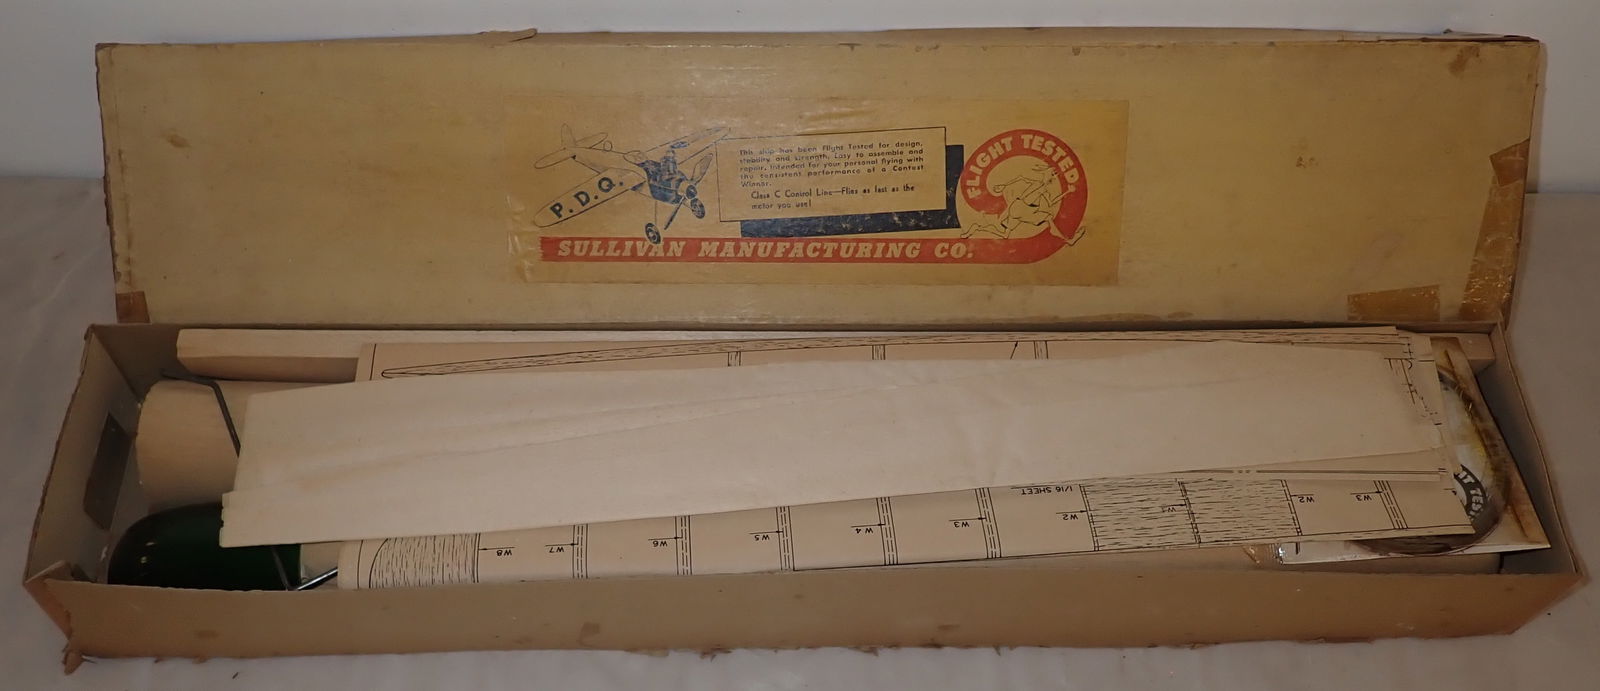 P.D.Q.
This ship has been Flight Tested for design,
stability and strength, Easy to assemble and
repair. Intended for your personal flying with
the consistent performance of a Contest
Winner.
Class C Control Line—Flies as fast as the
motor you use!
FLIGHT TESTED
SULLIVAN MANUFACTURING CO.
1/16 SHEET
W8
W7
W6
W5
W4
W3
W2
W1
W2
W3